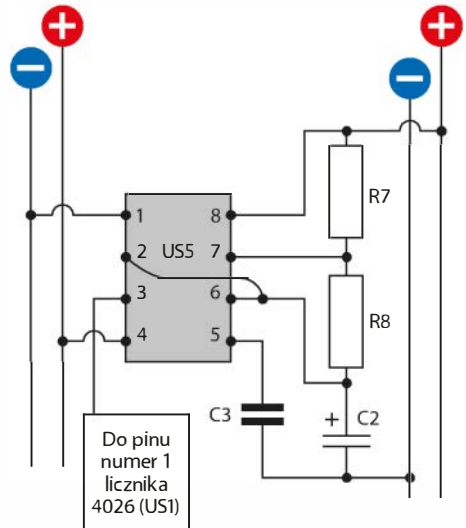 +
+
−
−
1
8
R7
2
US5
7
3
6
R8
4
5
C3
+
C2
Do pinu
numer 1
licznika
4026 (US1)